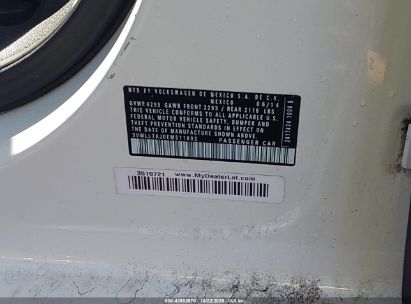 MFD BY VOLKSWAGEN DE MEXICO S.A. DE C.V.
MEXICO 06/14
GVWR 4299 GAWR FRONT 2293 / REAR 2116 LBS
THIS VEHICLE CONFORMS TO ALL APPLICABLE U.S.
FEDERAL MOTOR VEHICLE SAFETY, BUMPER AND
THEFT PREVENTION STANDARDS IN EFFECT ON THE
DATE OF MANUFACTURE SHOWN ABOVE
PASSENGER CAR
3519721 www.MyDealerLot.com